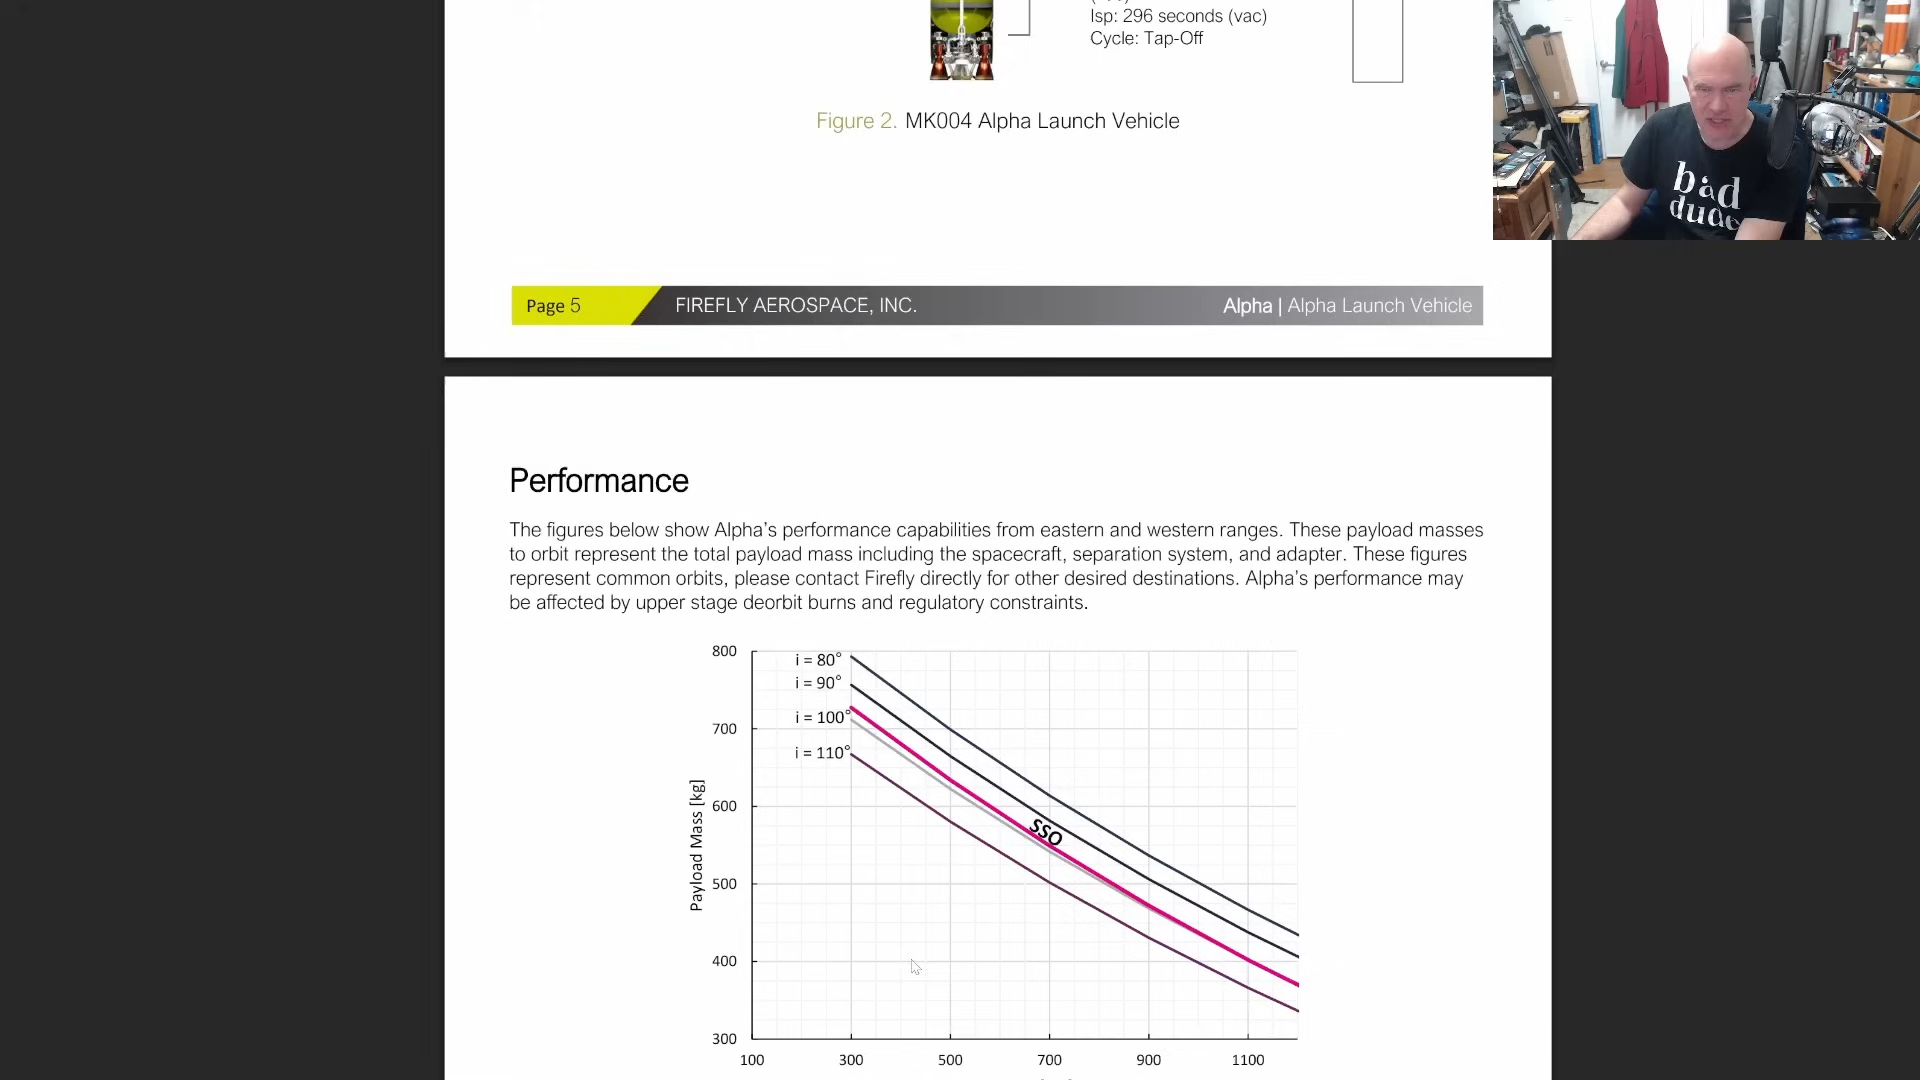 Isp: 296 seconds (vac)
Cycle: Tap-Off
Figure 2. MK004 Alpha Launch Vehicle
bad
dude
Page 5
FIREFLY AEROSPACE, INC.
Alpha | Alpha Launch Vehicle
Performance
The figures below show Alpha’s performance capabilities from eastern and western ranges. These payload masses
to orbit represent the total payload mass including the spacecraft, separation system, and adapter. These figures
represent common orbits, please contact Firefly directly for other desired destinations. Alpha’s performance may
be affected by upper stage deorbit burns and regulatory constraints.
800
700
600
500
400
300
Payload Mass [kg]
i = 80°
i = 90°
i = 100°
i = 110°
SSO
100 300 500 700 900 1100